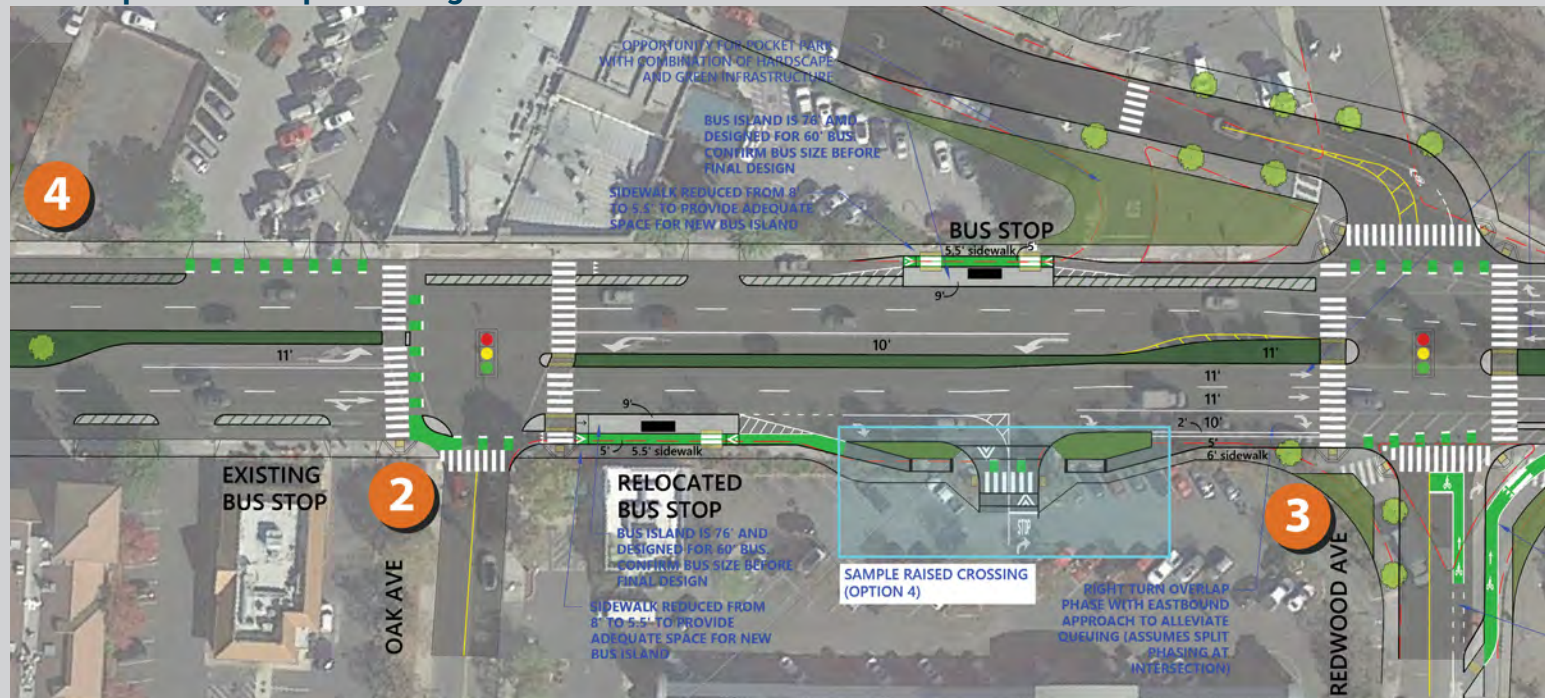 OPPORTUNITY FOR POCKET PARK
WITH COMBINATION OF HARDSCAPE
AND GREEN INFRASTRUCTURE
BUS ISLAND IS 76' AMD
DESIGNED FOR 60' BUS.
CONFIRM BUS SIZE BEFORE
FINAL DESIGN
SIDEWALK REDUCED FROM 8'
TO 5.5' TO PROVIDE ADEQUATE
SPACE FOR NEW BUS ISLAND
4
BUS STOP
5.5' sidewalk
5'
9'
11'
10'
11'
11'
11'
2'
10'
5'
6' sidewalk
9'
5'
5.5' sidewalk
EXISTING
BUS STOP
2
OAK AVE
RELOCATED
BUS STOP
BUS ISLAND IS 76' AND
DESIGNED FOR 60' BUS.
CONFIRM BUS SIZE BEFORE
FINAL DESIGN
SIDEWALK REDUCED FROM
8' TO 5.5' TO PROVIDE
ADEQUATE SPACE FOR NEW
BUS ISLAND
STOP
SAMPLE RAISED CROSSING
(OPTION 4)
3
REDWOOD AVE
RIGHT TURN OVERLAP
PHASE WITH EASTBOUND
APPROACH TO ALLEVIATE
QUEUING (ASSUMES SPLIT
PHASING AT
INTERSECTION)